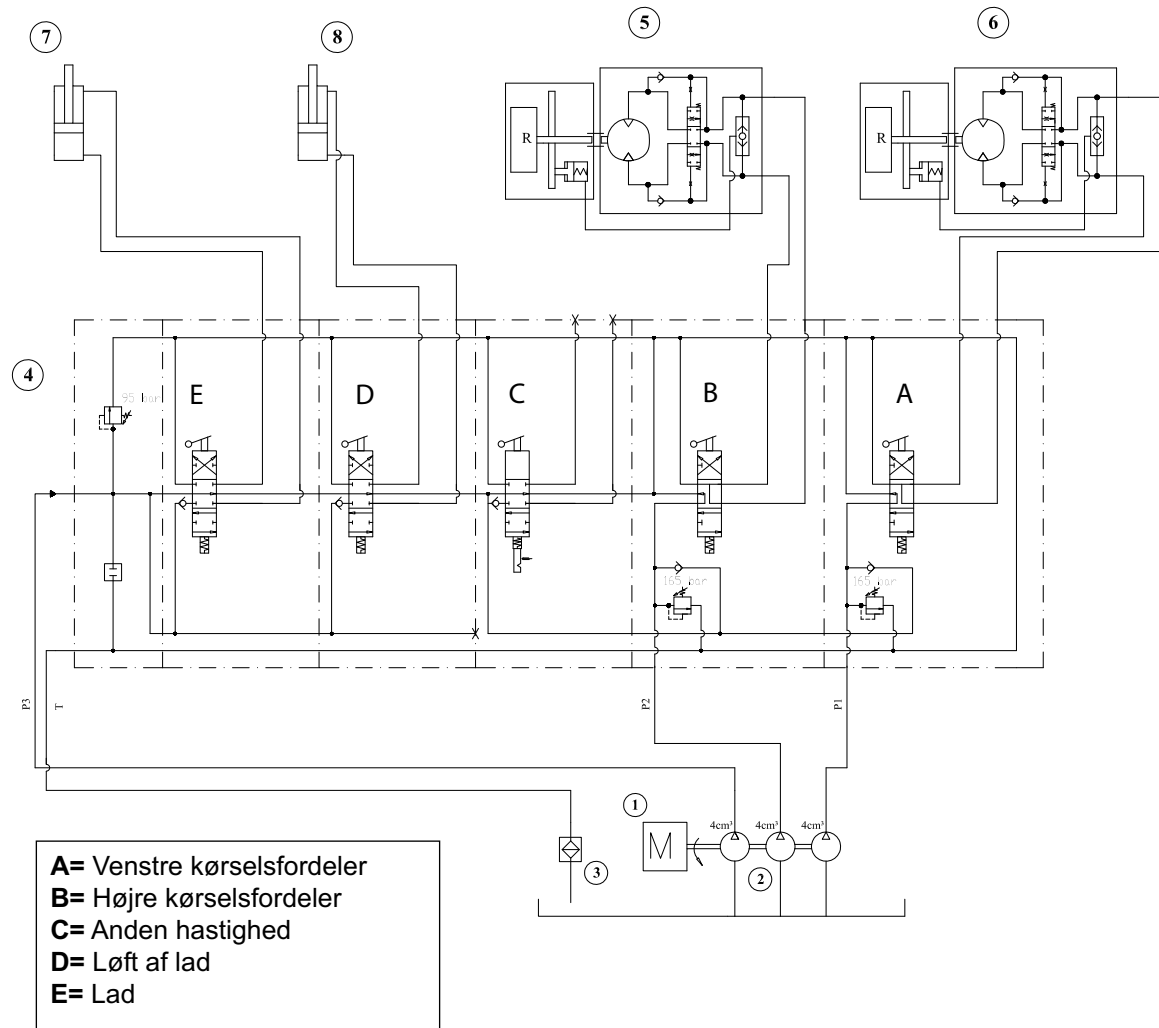 7
8
5
6
R
R
4
95 bar
E
D
C
B
A
165 bar
165 bar
P3
T
P2
P1
1
M
4cm³
4cm³
4cm³
3
2
A= Venstre kørselsfordeler
B= Højre kørselsfordeler
C= Anden hastighed
D= Løft af lad
E= Lad